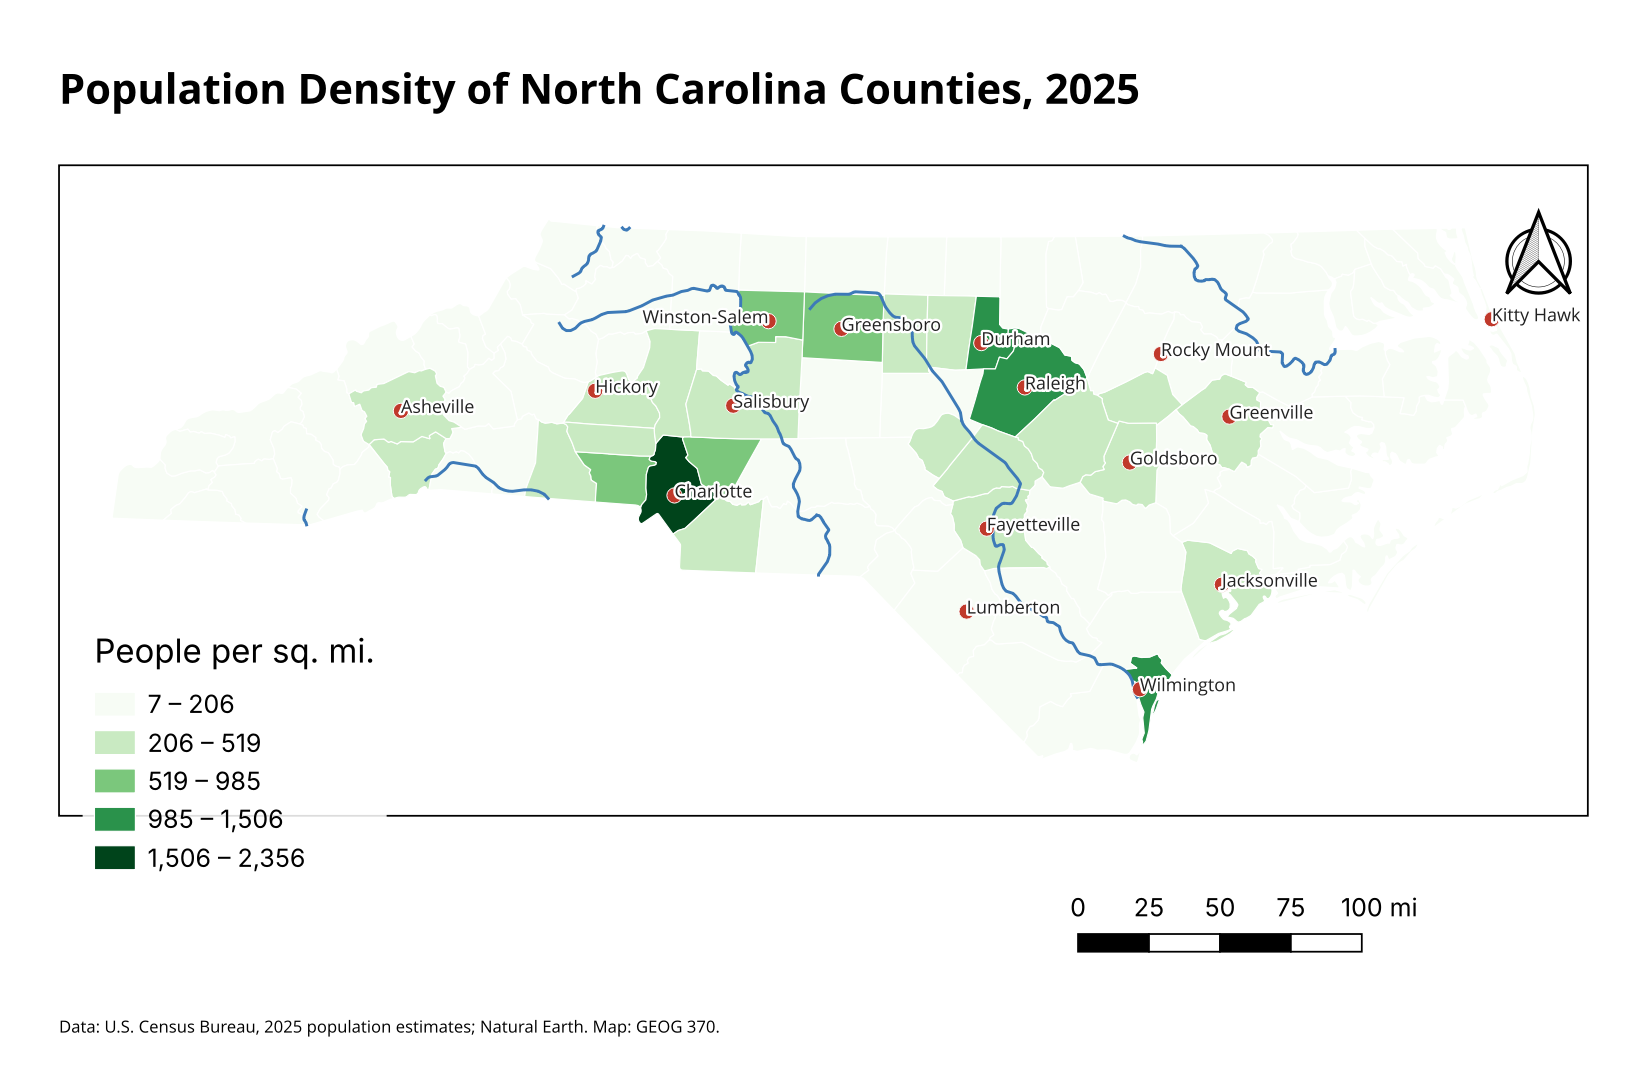 Population Density of North Carolina Counties, 2025
Kitty Hawk
Winston-Salem
Greensboro
Durham
Rocky Mount
Raleigh
Hickory
Salisbury
Asheville
Greenville
Goldsboro
Charlotte
Fayetteville
Jacksonville
Lumberton
Wilmington
People per sq. mi.
7 – 206
206 – 519
519 – 985
985 – 1,506
1,506 – 2,356
0 25 50 75 100 mi
Data: U.S. Census Bureau, 2025 population estimates; Natural Earth. Map: GEOG 370.